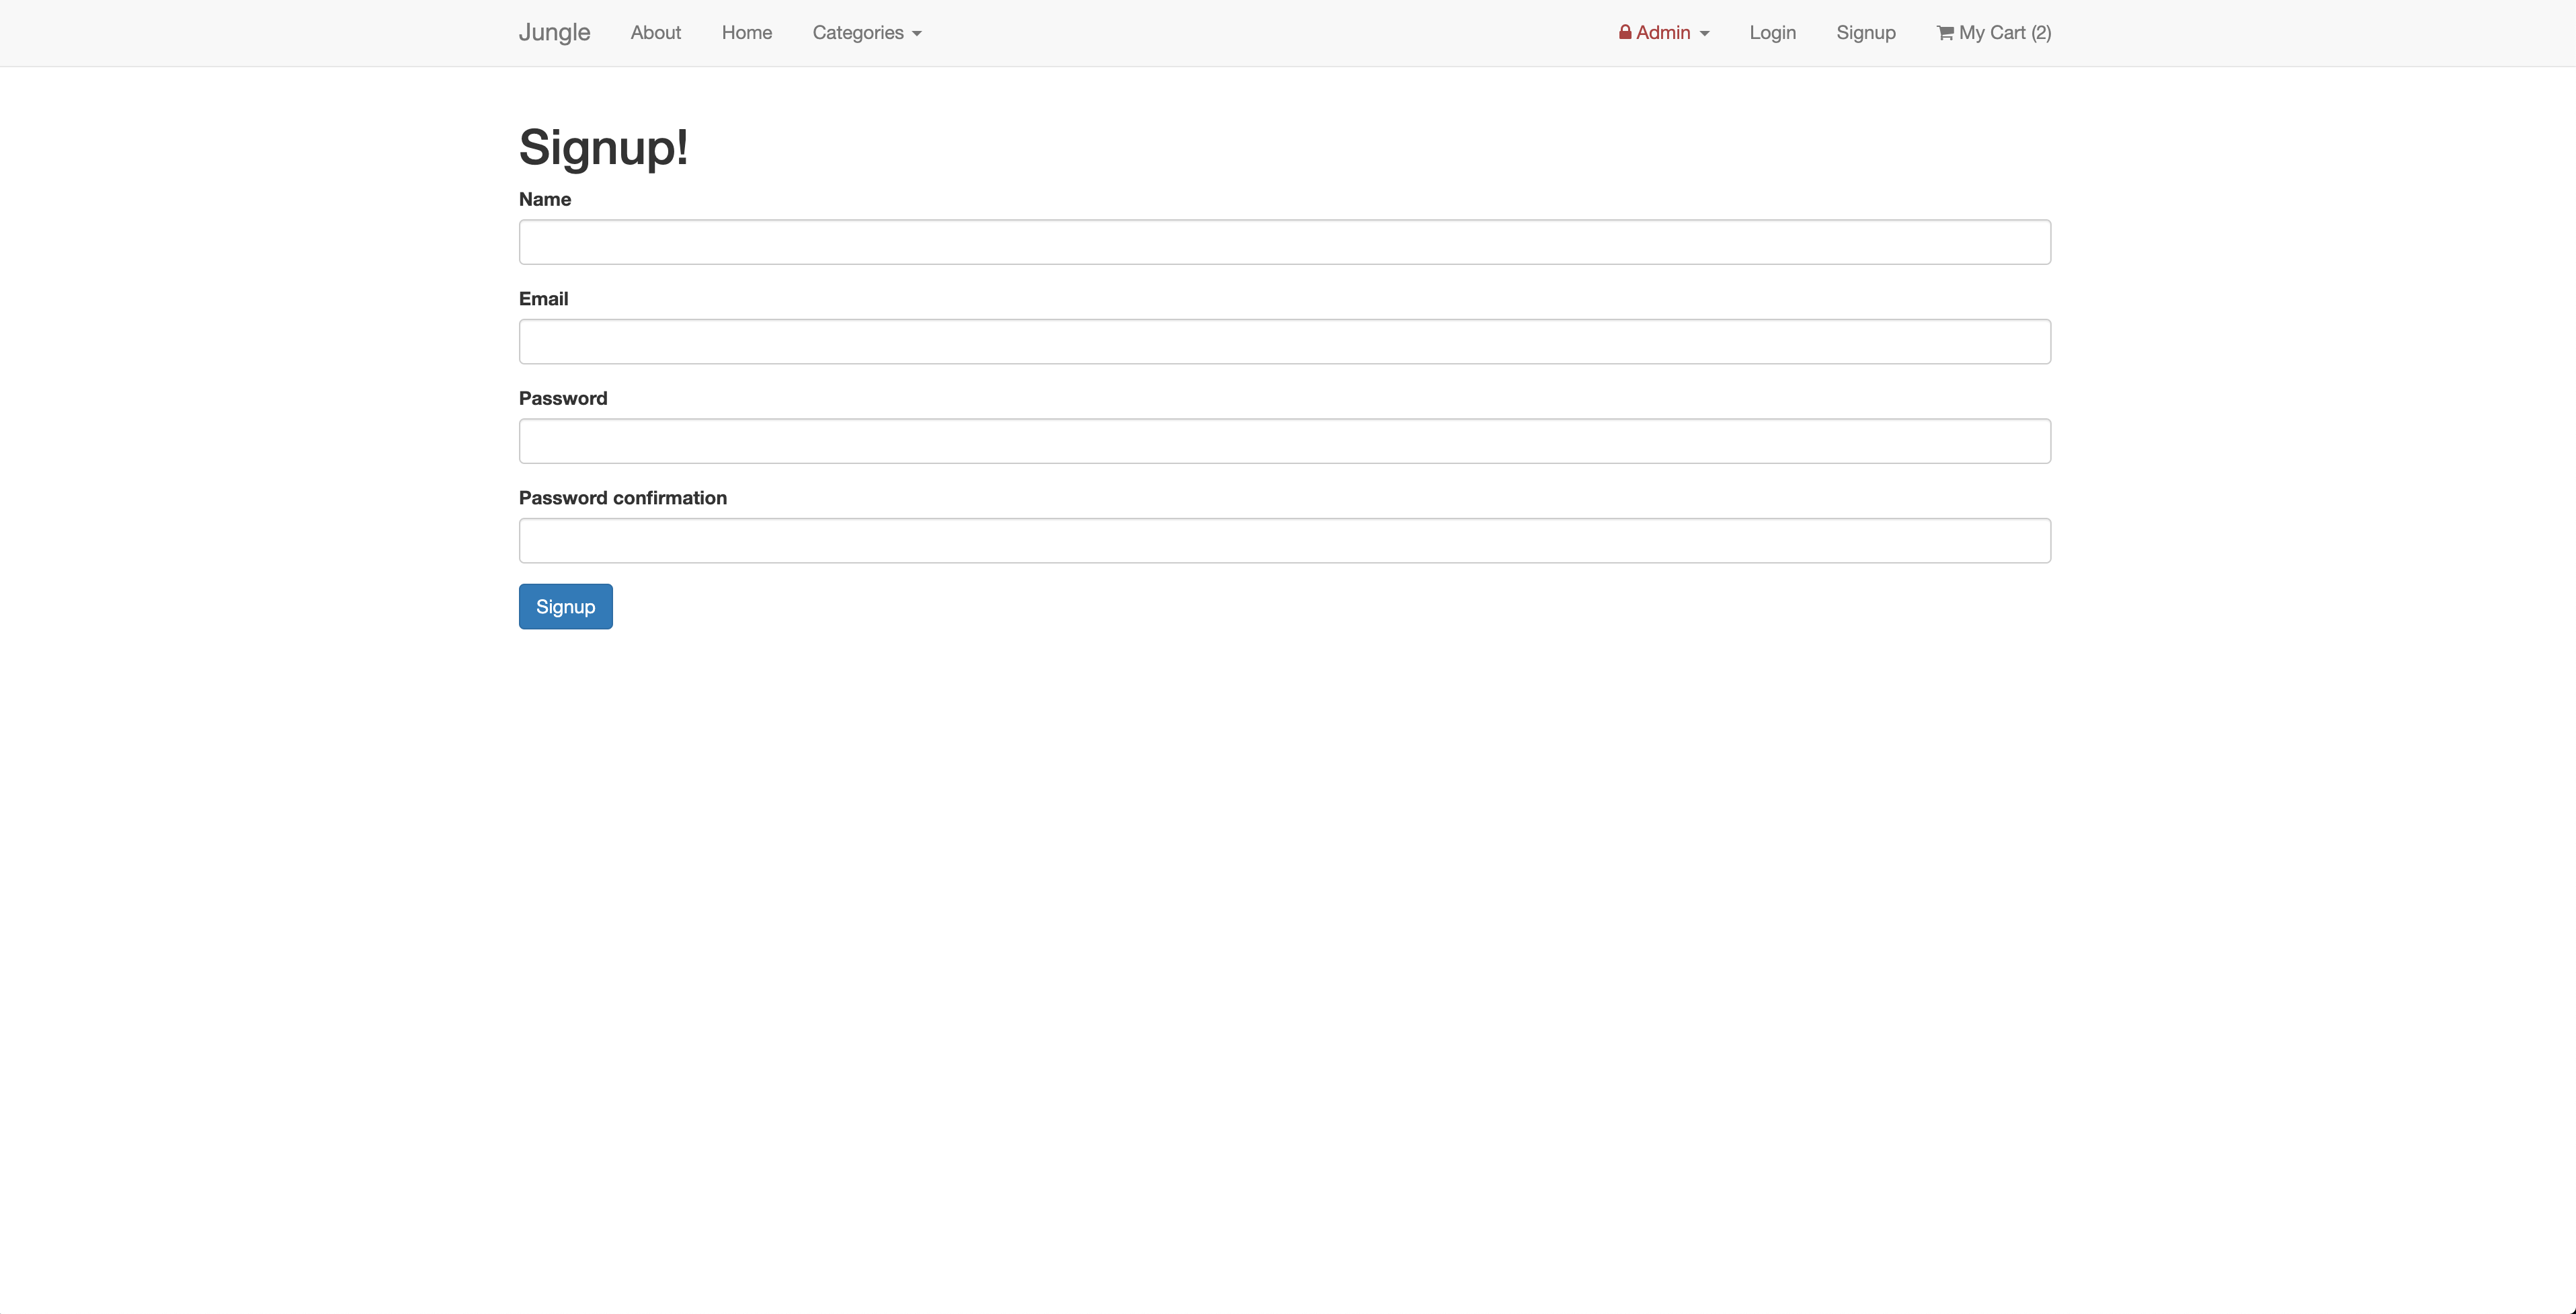 Jungle About Home Categories Admin Login Signup My Cart (2)
Signup!
Name
Email
Password
Password confirmation
Signup